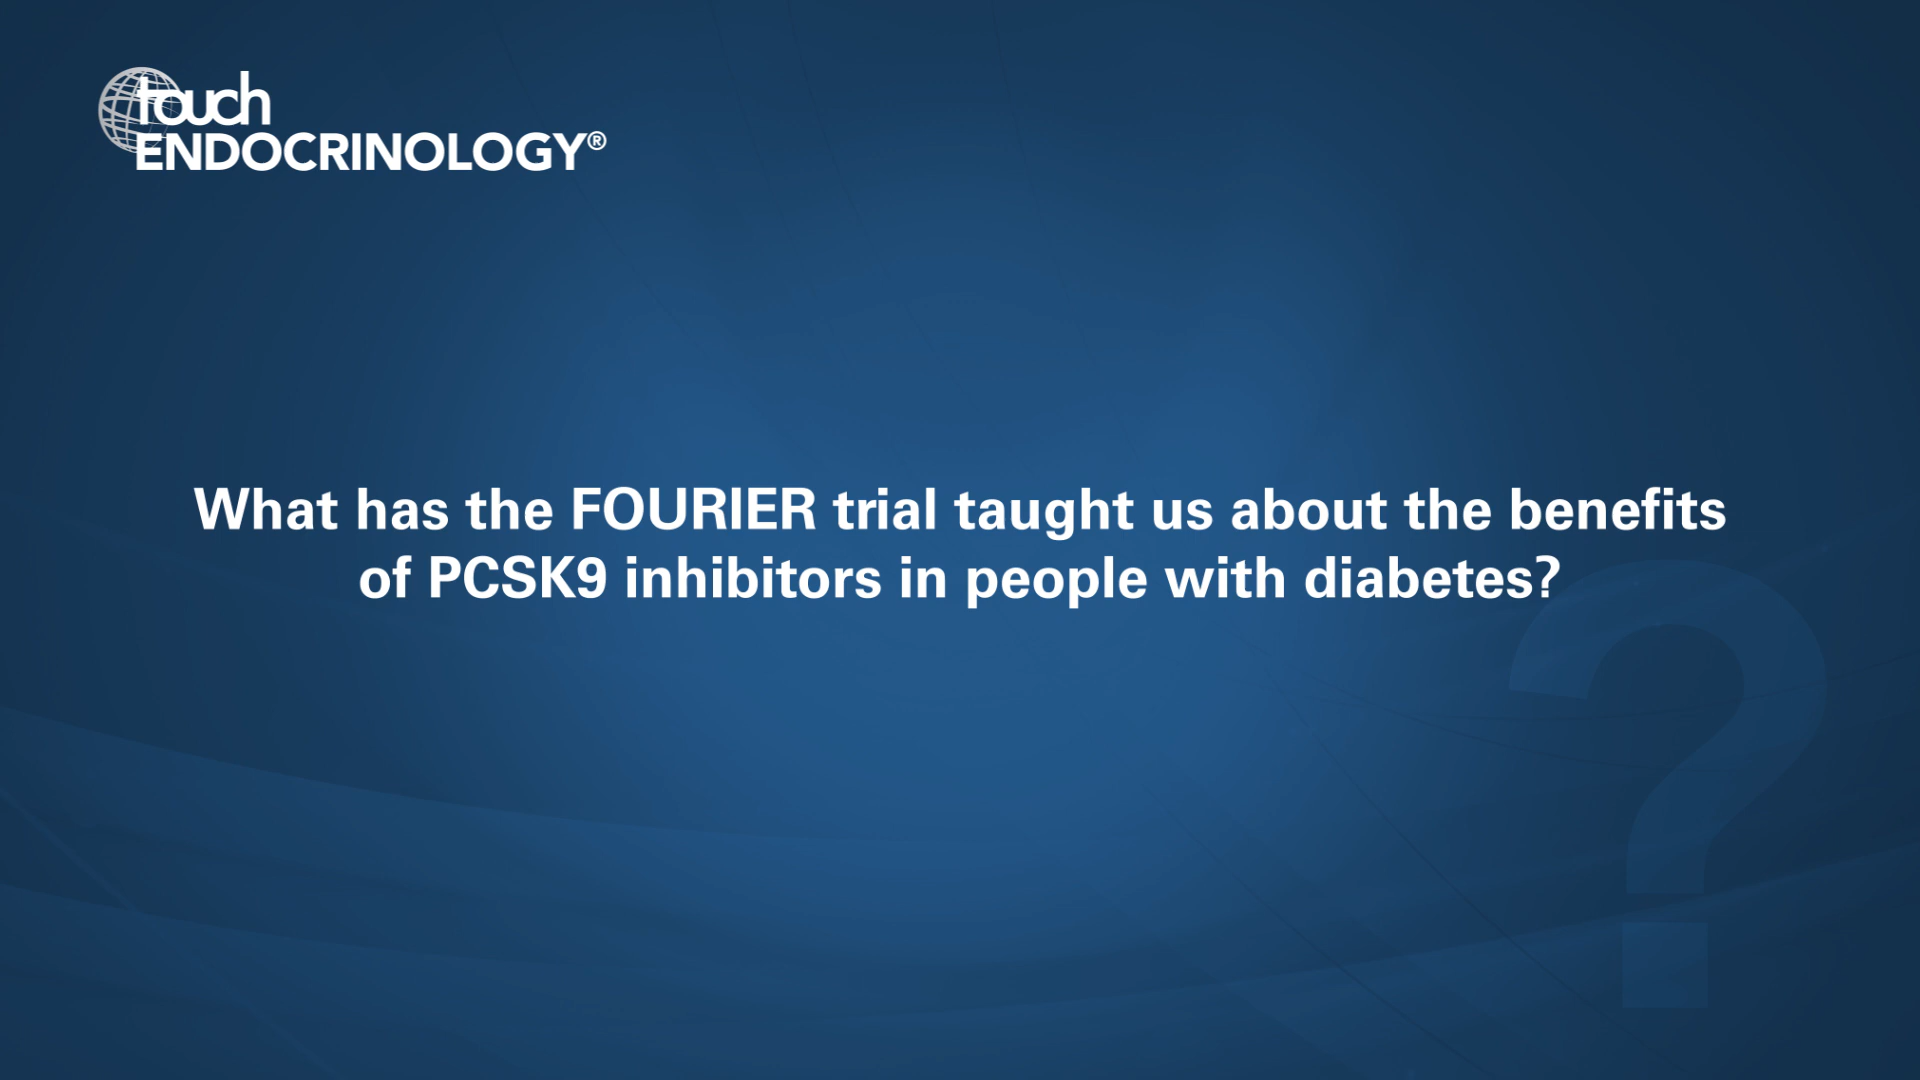 touch
ENDOCRINOLOGY®
What has the FOURIER trial taught us about the benefits
of PCSK9 inhibitors in people with diabetes?
?